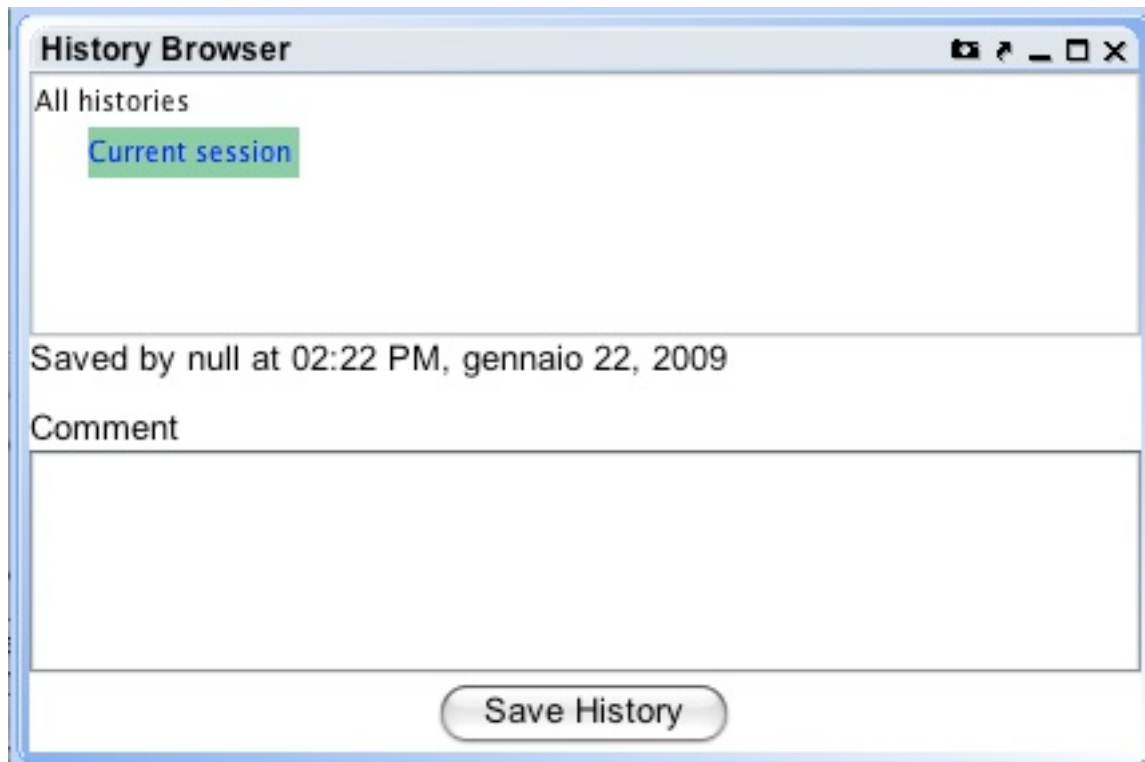 History Browser
All histories
Current session
Saved by null at 02:22 PM, gennaio 22, 2009
Comment
Save History